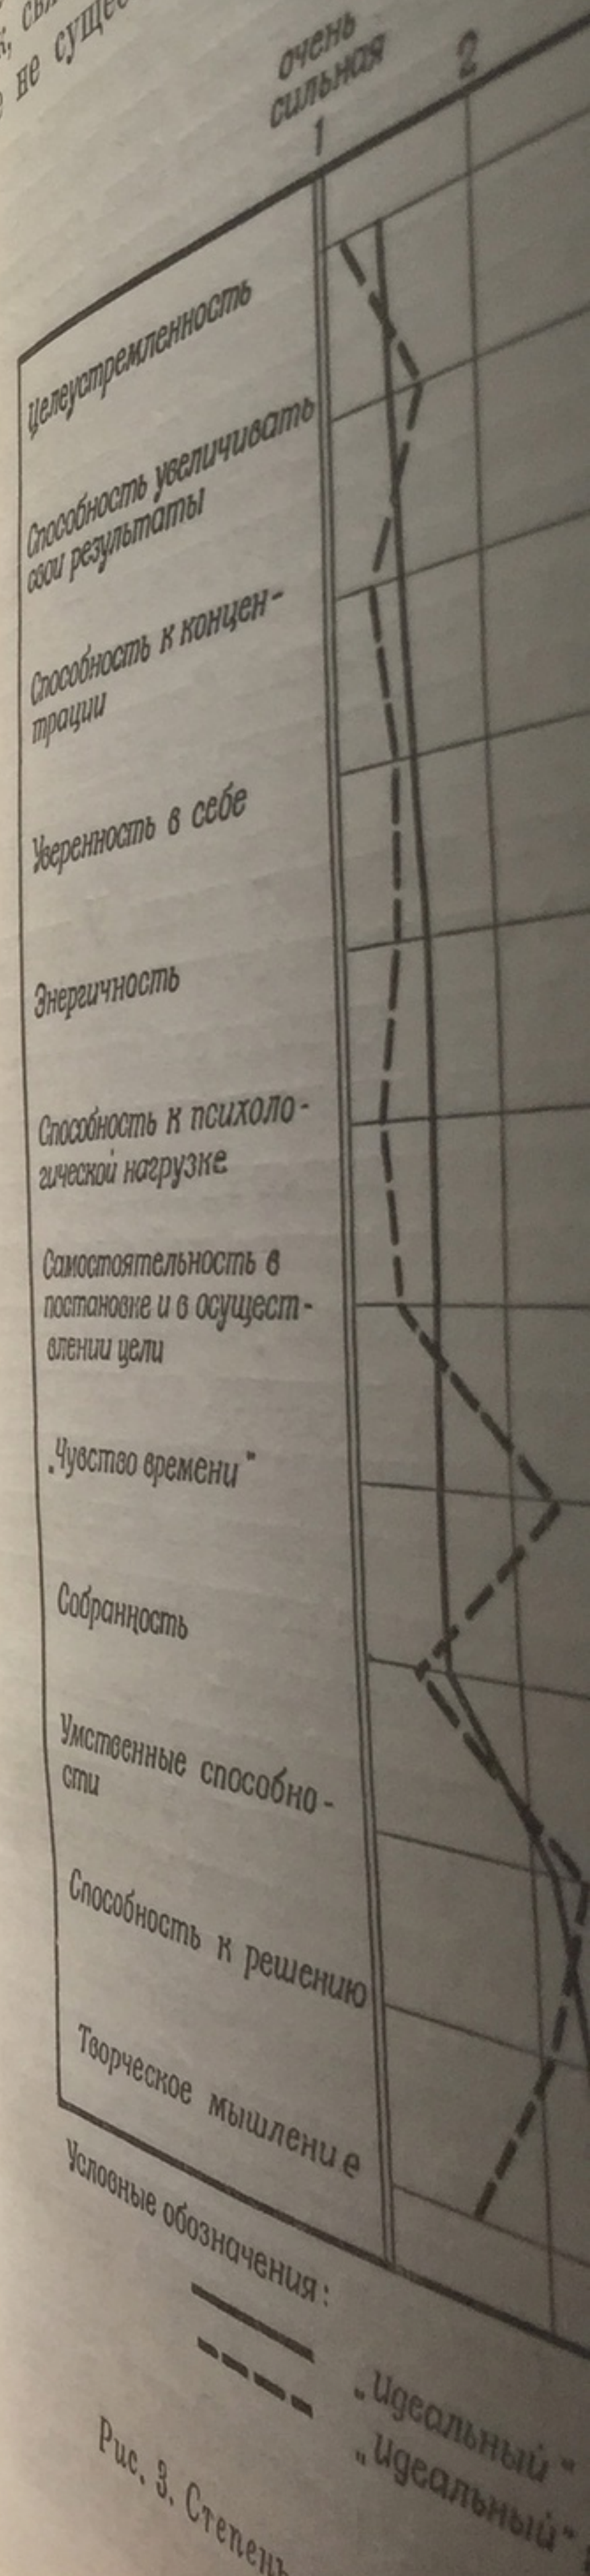 не сущес
очень
сильная
1
2
Целеустремленность
Способность увеличивать
свои результаты
Способность к концен-
трации
Уверенность в себе
Энергичность
Способность к психоло-
гической нагрузке
Самостоятельность в
постановке и в осущест-
влении цели
„Чувство времени"
Собранность
Умственные способно-
сти
Способность к решению
Творческое мышление
Условные обозначения:
„Идеальный"
„Идеальный"
Рис. 3. Степень